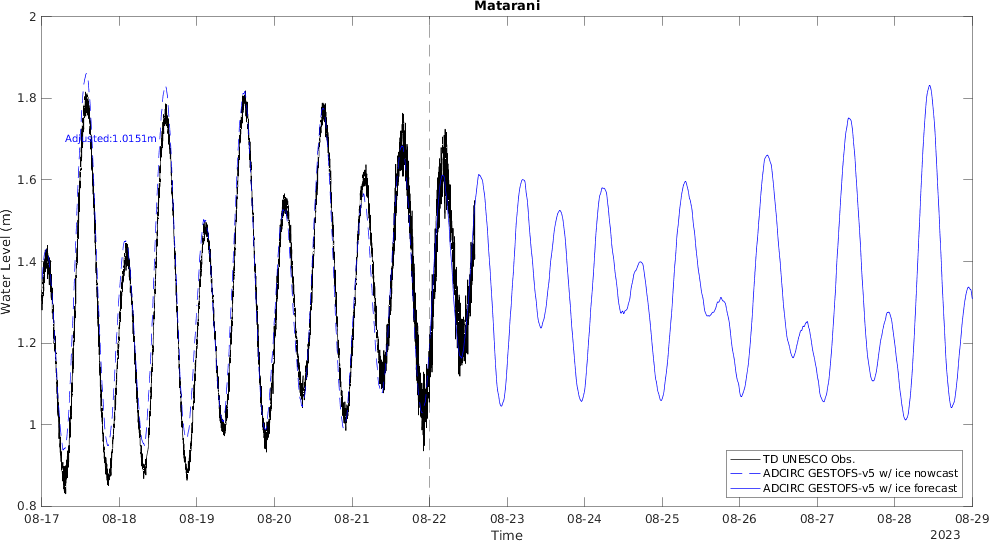 Matarani
2
1.8
1.6
1.4
1.2
1
0.8
Water Level (m)
Adjusted:1.0151m
TD UNESCO Obs.
ADCIRC GESTOFS-v5 w/ ice nowcast
ADCIRC GESTOFS-v5 w/ ice forecast
08-17 08-18 08-19 08-20 08-21 08-22 08-23 08-24 08-25 08-26 08-27 08-28 08-29
Time
2023